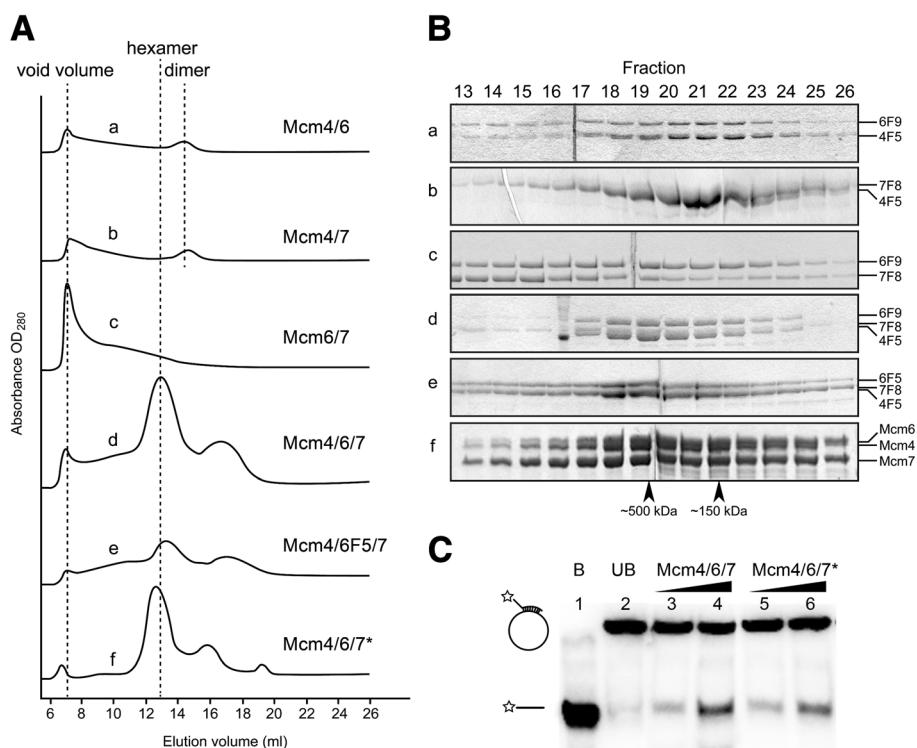 A
hexamer
void volume
dimer
a
Mcm4/6
b
Mcm4/7
c
Mcm6/7
d
Mcm4/6/7
e
Mcm4/6F5/7
f
Mcm4/6/7*
Absorbance OD280
6 8 10 12 14 16 18 20 22 24 26
Elution volume (ml)
B
Fraction
13 14 15 16 17 18 19 20 21 22 23 24 25 26
a
6F9
4F5
b
7F8
4F5
c
6F9
7F8
d
6F9
7F8
4F5
e
6F5
7F8
4F5
f
Mcm6
Mcm4
Mcm7
~500 kDa
~150 kDa
C
B UB Mcm4/6/7 Mcm4/6/7*
1 2 3 4 5 6